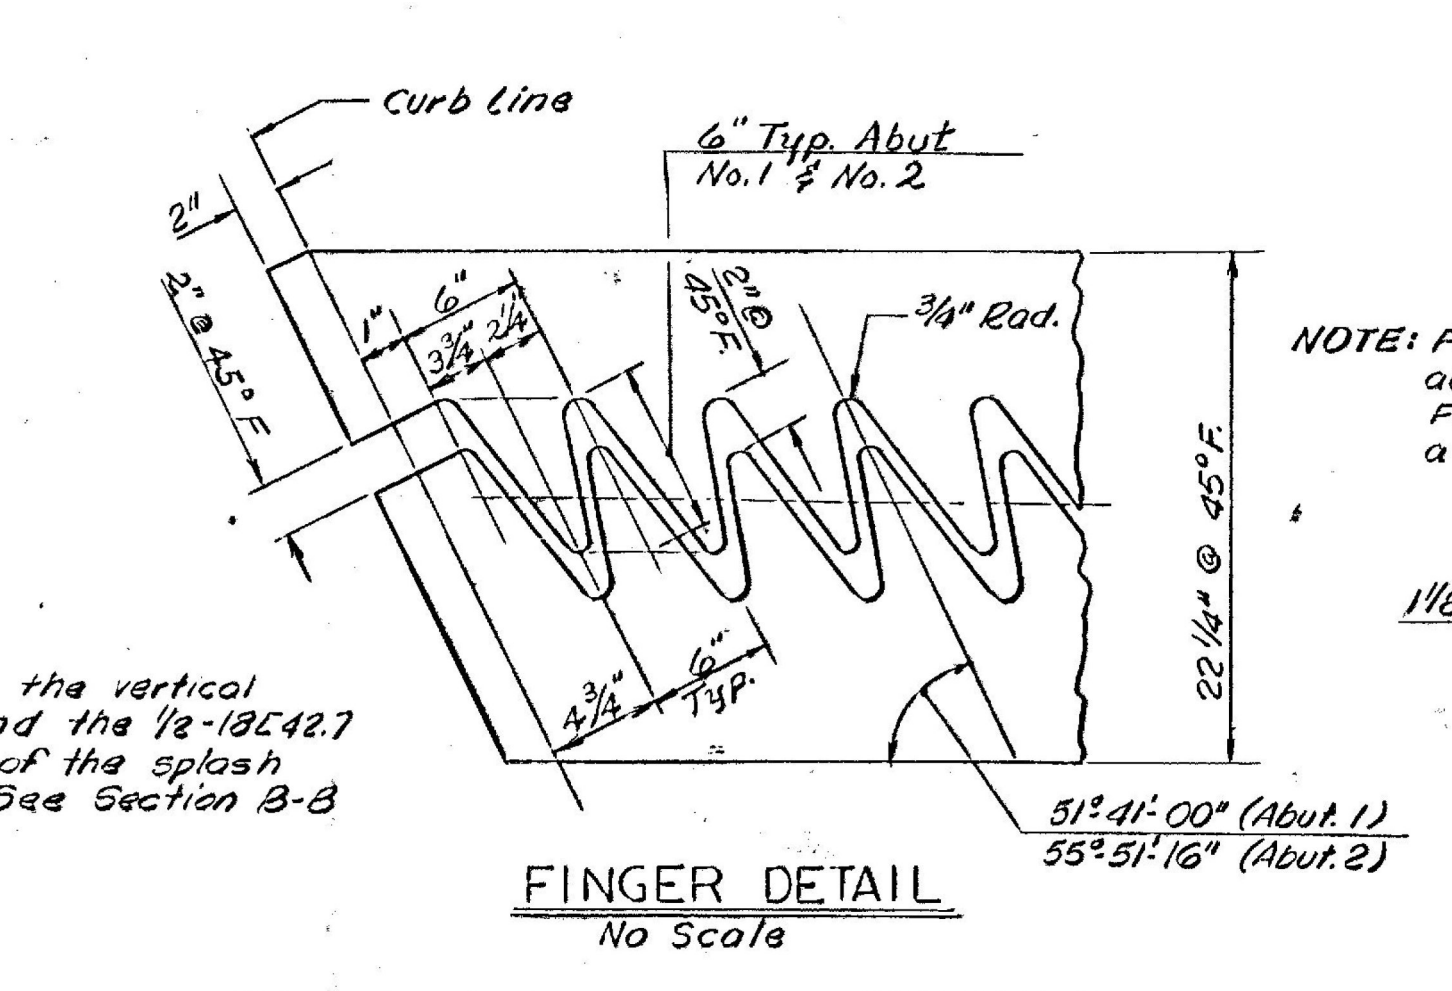 Curb Line
6" Typ. Abut
No. 1 & No. 2
2"
2" @ 45° F.
1"
6"
3 3/4"
2 1/4"
2" @
45° F.
3/4" Rad.
NOTE:
22 1/4" @ 45° F.
1 1/8
the vertical
the 1/2-18[42.7
of the splash
See Section B-B
4 3/4"
6"
Typ.
51°-41'-00" (Abut. 1)
55°-51'-16" (Abut. 2)
FINGER DETAIL
No Scale